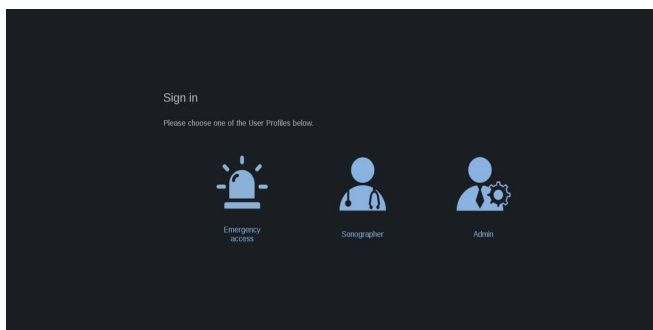 Sign in
Please choose one of the User Profiles below.
Emergency
access
Sonographer
Admin